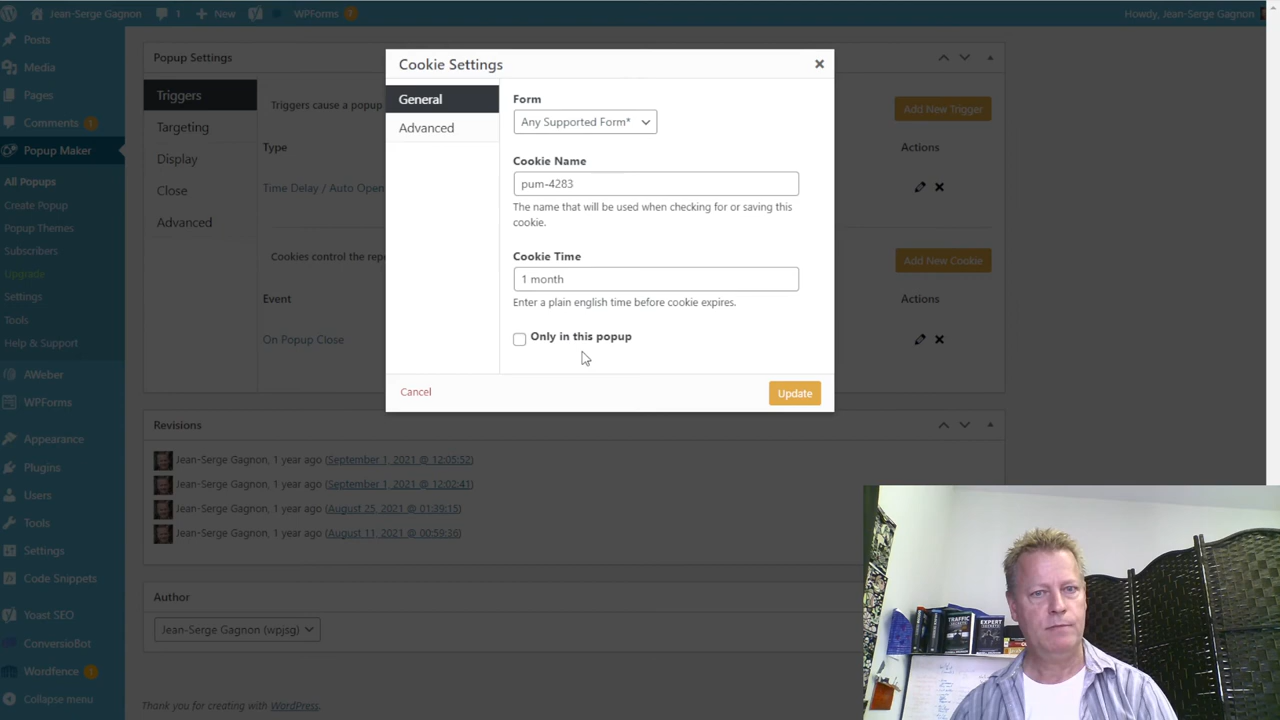 Jean-Serge Gagnon
1
New
WPForms
7
Howdy, Jean-Serge Gagnon
Posts
Media
Pages
Comments
1
Popup Maker
All Popups
Create Popup
Popup Themes
Subscribers
Upgrade
Settings
Tools
Help & Support
AWeber
WPForms
Appearance
Plugins
Users
Tools
Settings
Code Snippets
Yoast SEO
ConversioBot
Wordfence
1
Collapse menu
Popup Settings
Triggers
Targeting
Display
Close
Advanced
Triggers cause a popup
Add New Trigger
Type
Actions
Time Delay / Auto Open
Cookies control the repe
Add New Cookie
Event
Actions
On Popup Close
Cookie Settings
General
Advanced
Form
Any Supported Form*
Cookie Name
pum-4283
The name that will be used when checking for or saving this
cookie.
Cookie Time
1 month
Enter a plain english time before cookie expires.
Only in this popup
Cancel
Update
Revisions
Jean-Serge Gagnon, 1 year ago (September 1, 2021 @ 12:05:52)
Jean-Serge Gagnon, 1 year ago (September 1, 2021 @ 12:02:41)
Jean-Serge Gagnon, 1 year ago (August 25, 2021 @ 01:39:15)
Jean-Serge Gagnon, 1 year ago (August 11, 2021 @ 00:59:36)
Author
Jean-Serge Gagnon (wpjsg)
Thank you for creating with WordPress.
TRAFFIC
SECRETS
EXPERT
SECRETS